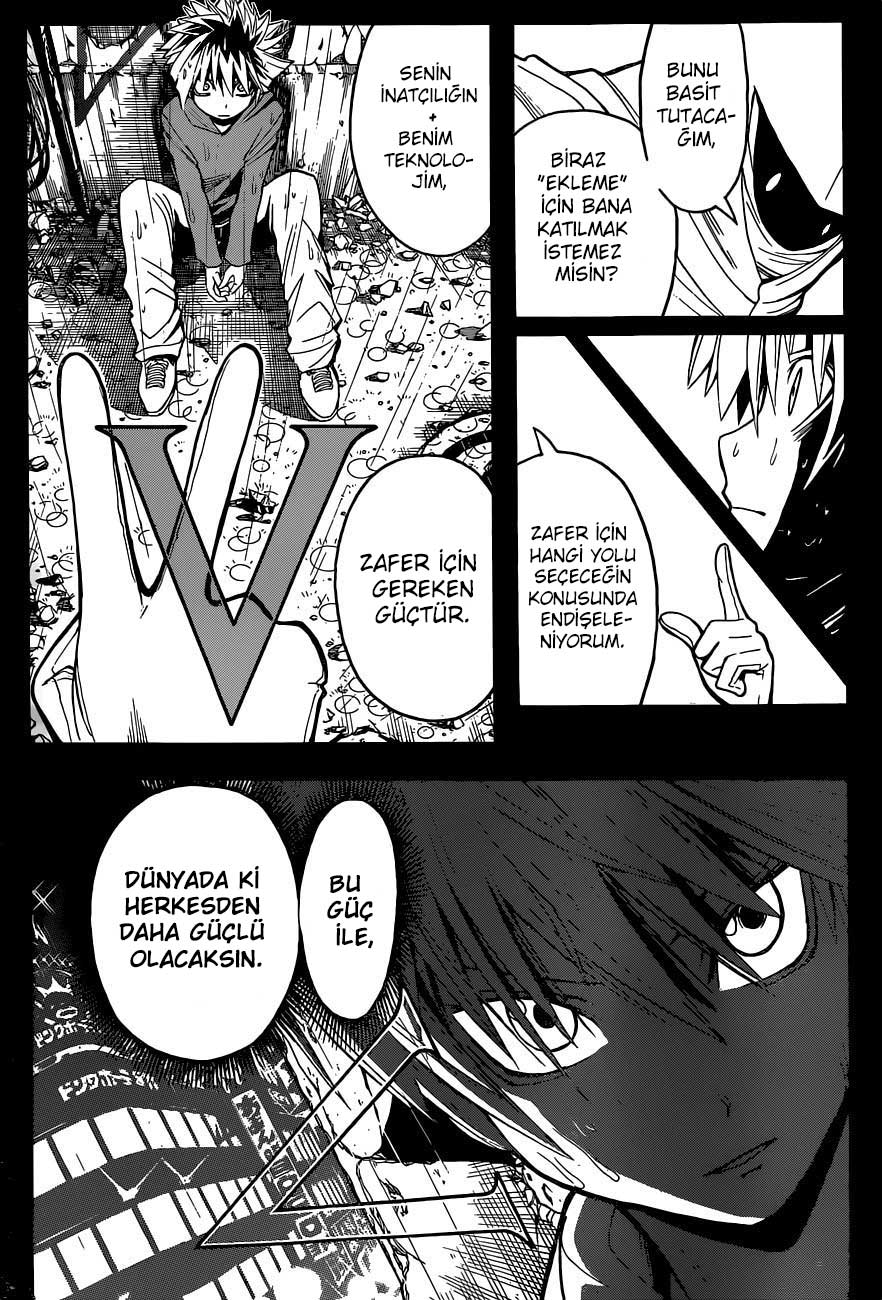 BUNU
BASİT
TUTACA-
ĞIM,
BİRAZ
"EKLEME"
İÇİN BANA
KATILMAK
İSTEMEZ
MİSİN?
ZAFER İÇİN
HANGİ YOLU
SEÇECEĞİN
KONUSUNDA
ENDİŞELE-
NİYORUM.
SENİN
İNATÇILIĞIN
+
BENİM
TEKNOLO-
JİM,
V
ZAFER İÇİN
GEREKEN
GÜÇTÜR.
BU
GÜÇ
İLE,
DÜNYADA Kİ
HERKESDEN
DAHA GÜÇLÜ
OLACAKSIN.
V